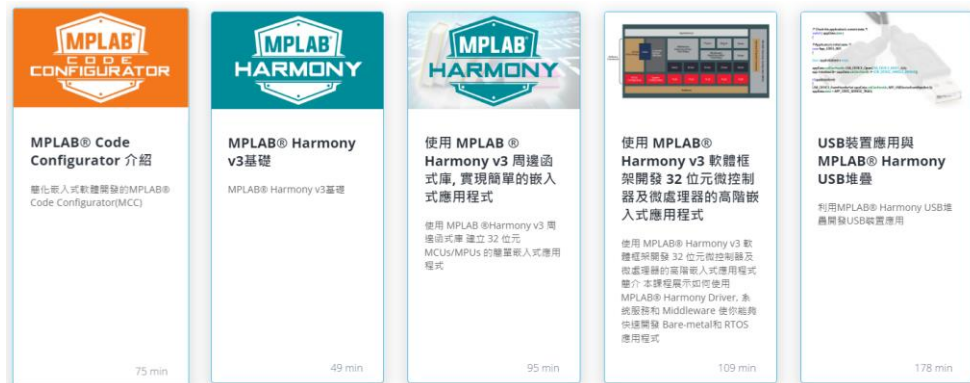 MPLAB®
CODE
CONFIGURATOR
MPLAB® Code
Configurator 介紹
簡化嵌入式軟體開發的MPLAB®
Code Configurator(MCC)
75 min
MPLAB®
HARMONY
MPLAB® Harmony
v3基礎
MPLAB® Harmony v3基礎
49 min
MPLAB®
HARMONY
使用 MPLAB ®
Harmony v3 周邊函
式庫, 實現簡單的嵌入
式應用程式
使用 MPLAB ®Harmony v3 周
邊函式庫 建立 32 位元
MCUs/MPUs 的簡單嵌入式應用
程式
95 min
使用 MPLAB®
Harmony v3 軟體框
架開發 32 位元微控制
器及微處理器的高階嵌
入式應用程式
使用 MPLAB® Harmony v3 軟
體框架開發 32 位元微控制器及
微處理器的高階嵌入式應用程式
簡介 本課程展示如何使用
MPLAB® Harmony Driver, 系
統服務和 Middleware 使你能夠
快速開發 Bare-metal和 RTOS
應用程式
109 min
USB裝置應用與
MPLAB® Harmony
USB堆疊
利用MPLAB® Harmony USB堆
疊開發USB裝置應用
178 min